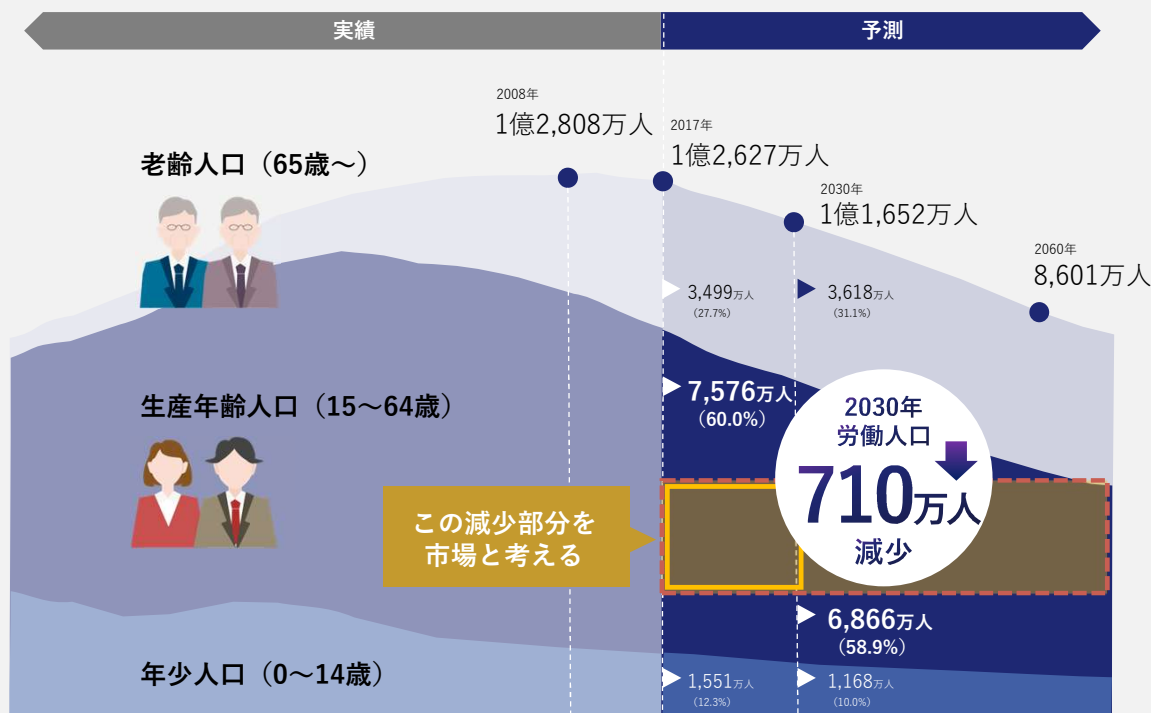 実績
予測
2008年
1億2,808万人
2017年
1億2,627万人
老齢人口（65歳～）
2030年
1億1,652万人
2060年
8,601万人
3,499万人
（27.7%）
3,618万人
（31.1%）
生産年齢人口（15～64歳）
7,576万人
（60.0%）
2030年
労働人口
710万人
減少
この減少部分を
市場と考える
6,866万人
（58.9%）
年少人口（0～14歳）
1,551万人
（12.3%）
1,168万人
（10.0%）